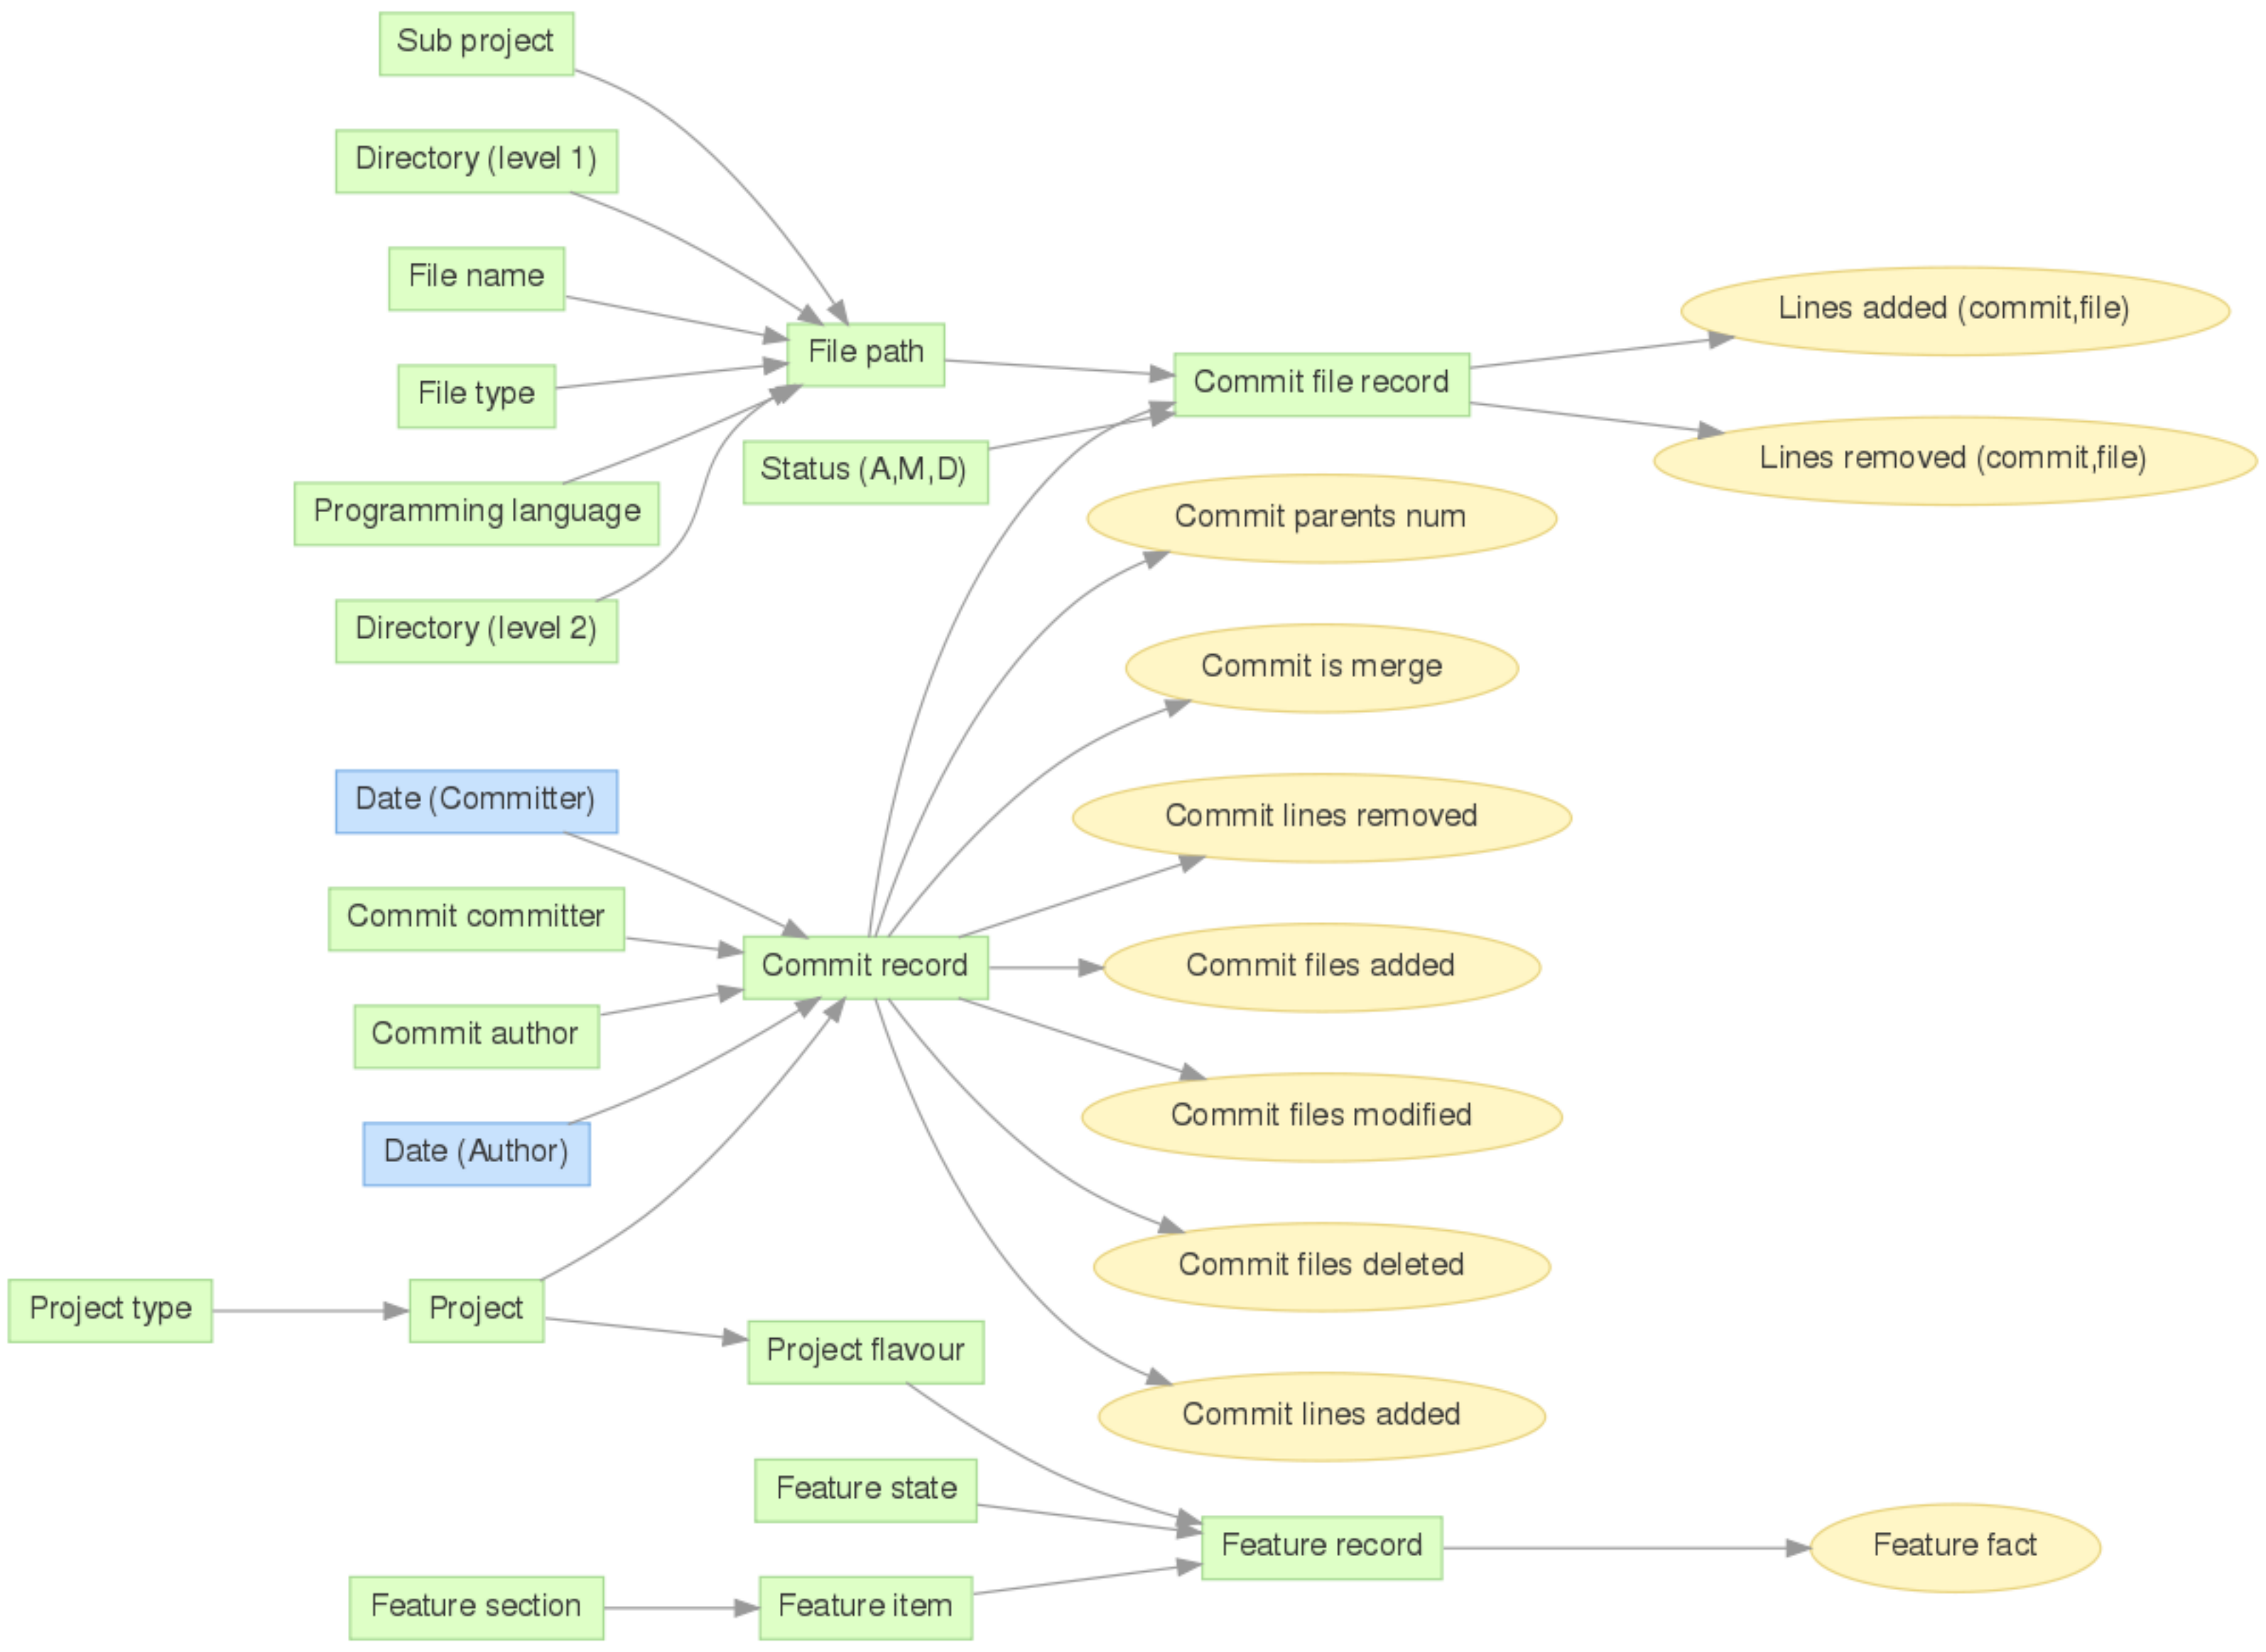 Sub project
Directory (level 1)
File name
Lines added (commit,file)
File path
Commit file record
File type
Lines removed (commit,file)
Status (A,M,D)
Programming language
Commit parents num
Directory (level 2)
Commit is merge
Date (Committer)
Commit lines removed
Commit committer
Commit record
Commit files added
Commit author
Commit files modified
Date (Author)
Commit files deleted
Project type
Project
Project flavour
Commit lines added
Feature state
Feature record
Feature fact
Feature section
Feature item